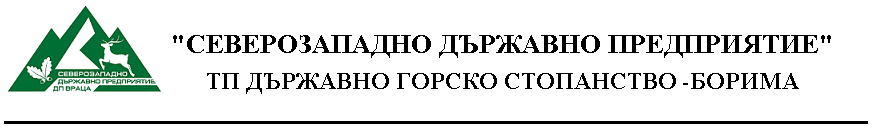 "СЕВЕРОЗАПАДНО ДЪРЖАВНО ПРЕДПРИЯТИЕ"
ТП ДЪРЖАВНО ГОРСКО СТОПАНСТВО -БОРИМА
СЕВЕРОЗАПАДНО
ДЪРЖАВНО ПРЕДПРИЯТИЕ
ДП ВРАЦА